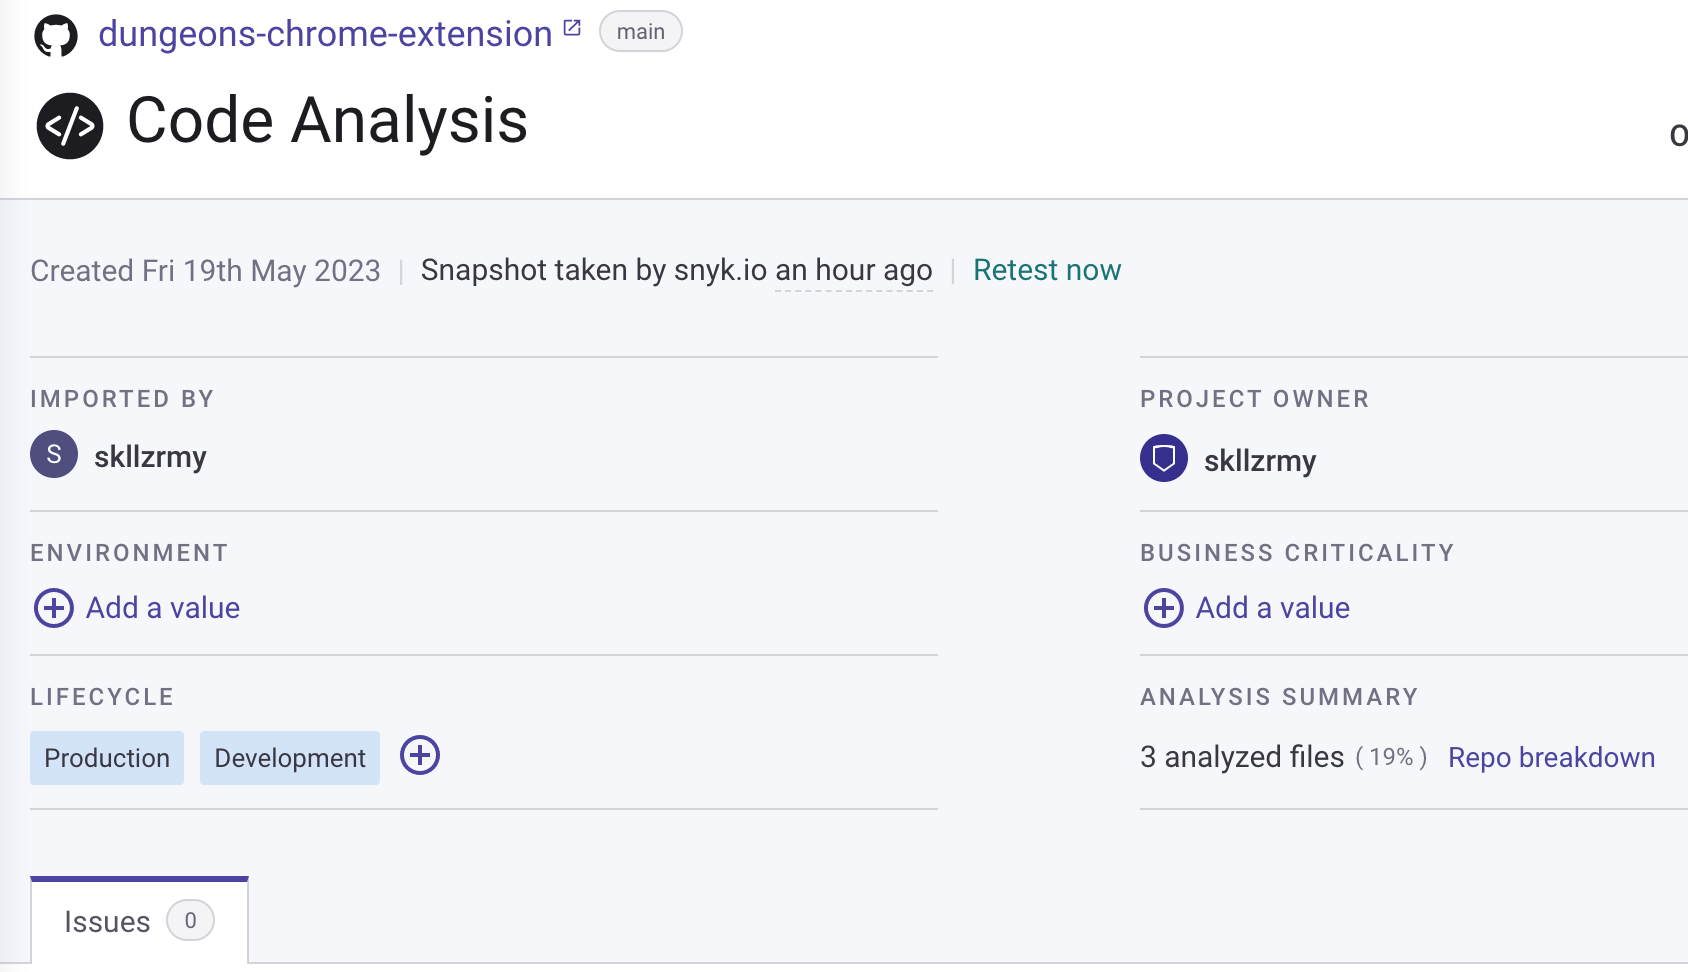 dungeons-chrome-extension main
</> Code Analysis
Created Fri 19th May 2023 | Snapshot taken by snyk.io an hour ago | Retest now
IMPORTED BY
S skllzrmy
PROJECT OWNER
skllzrmy
ENVIRONMENT
Add a value
BUSINESS CRITICALITY
Add a value
LIFECYCLE
Production Development
ANALYSIS SUMMARY
3 analyzed files ( 19% ) Repo breakdown
Issues 0